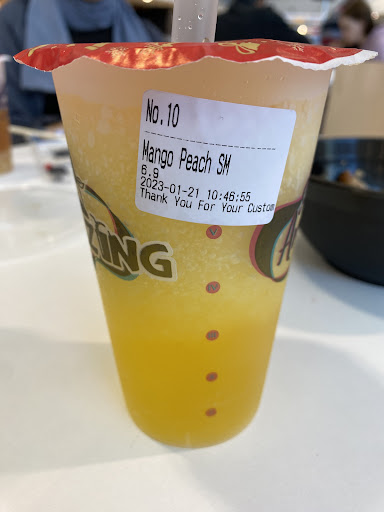 No.10
Mango Peach SM
6.9
2023-01-21 10:46:55
Thank You For Your Custom
ZING